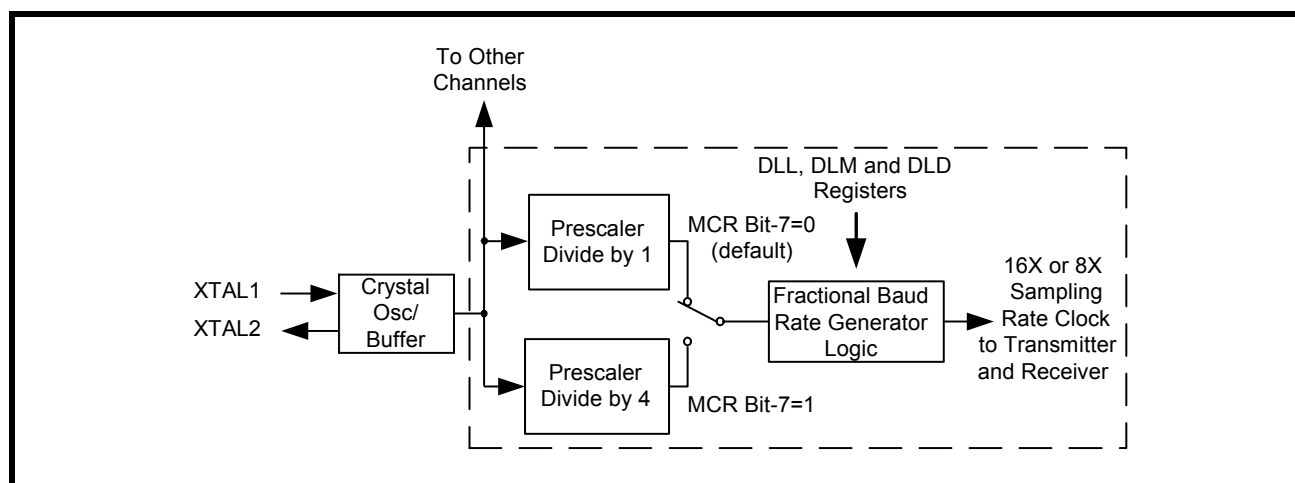 To Other
Channels
DLL, DLM and DLD
Registers
Prescaler
Divide by 1
MCR Bit-7=0
(default)
16X or 8X
Sampling
Rate Clock
to Transmitter
and Receiver
XTAL1
XTAL2
Crystal
Osc/
Buffer
Fractional Baud
Rate Generator
Logic
Prescaler
Divide by 4
MCR Bit-7=1